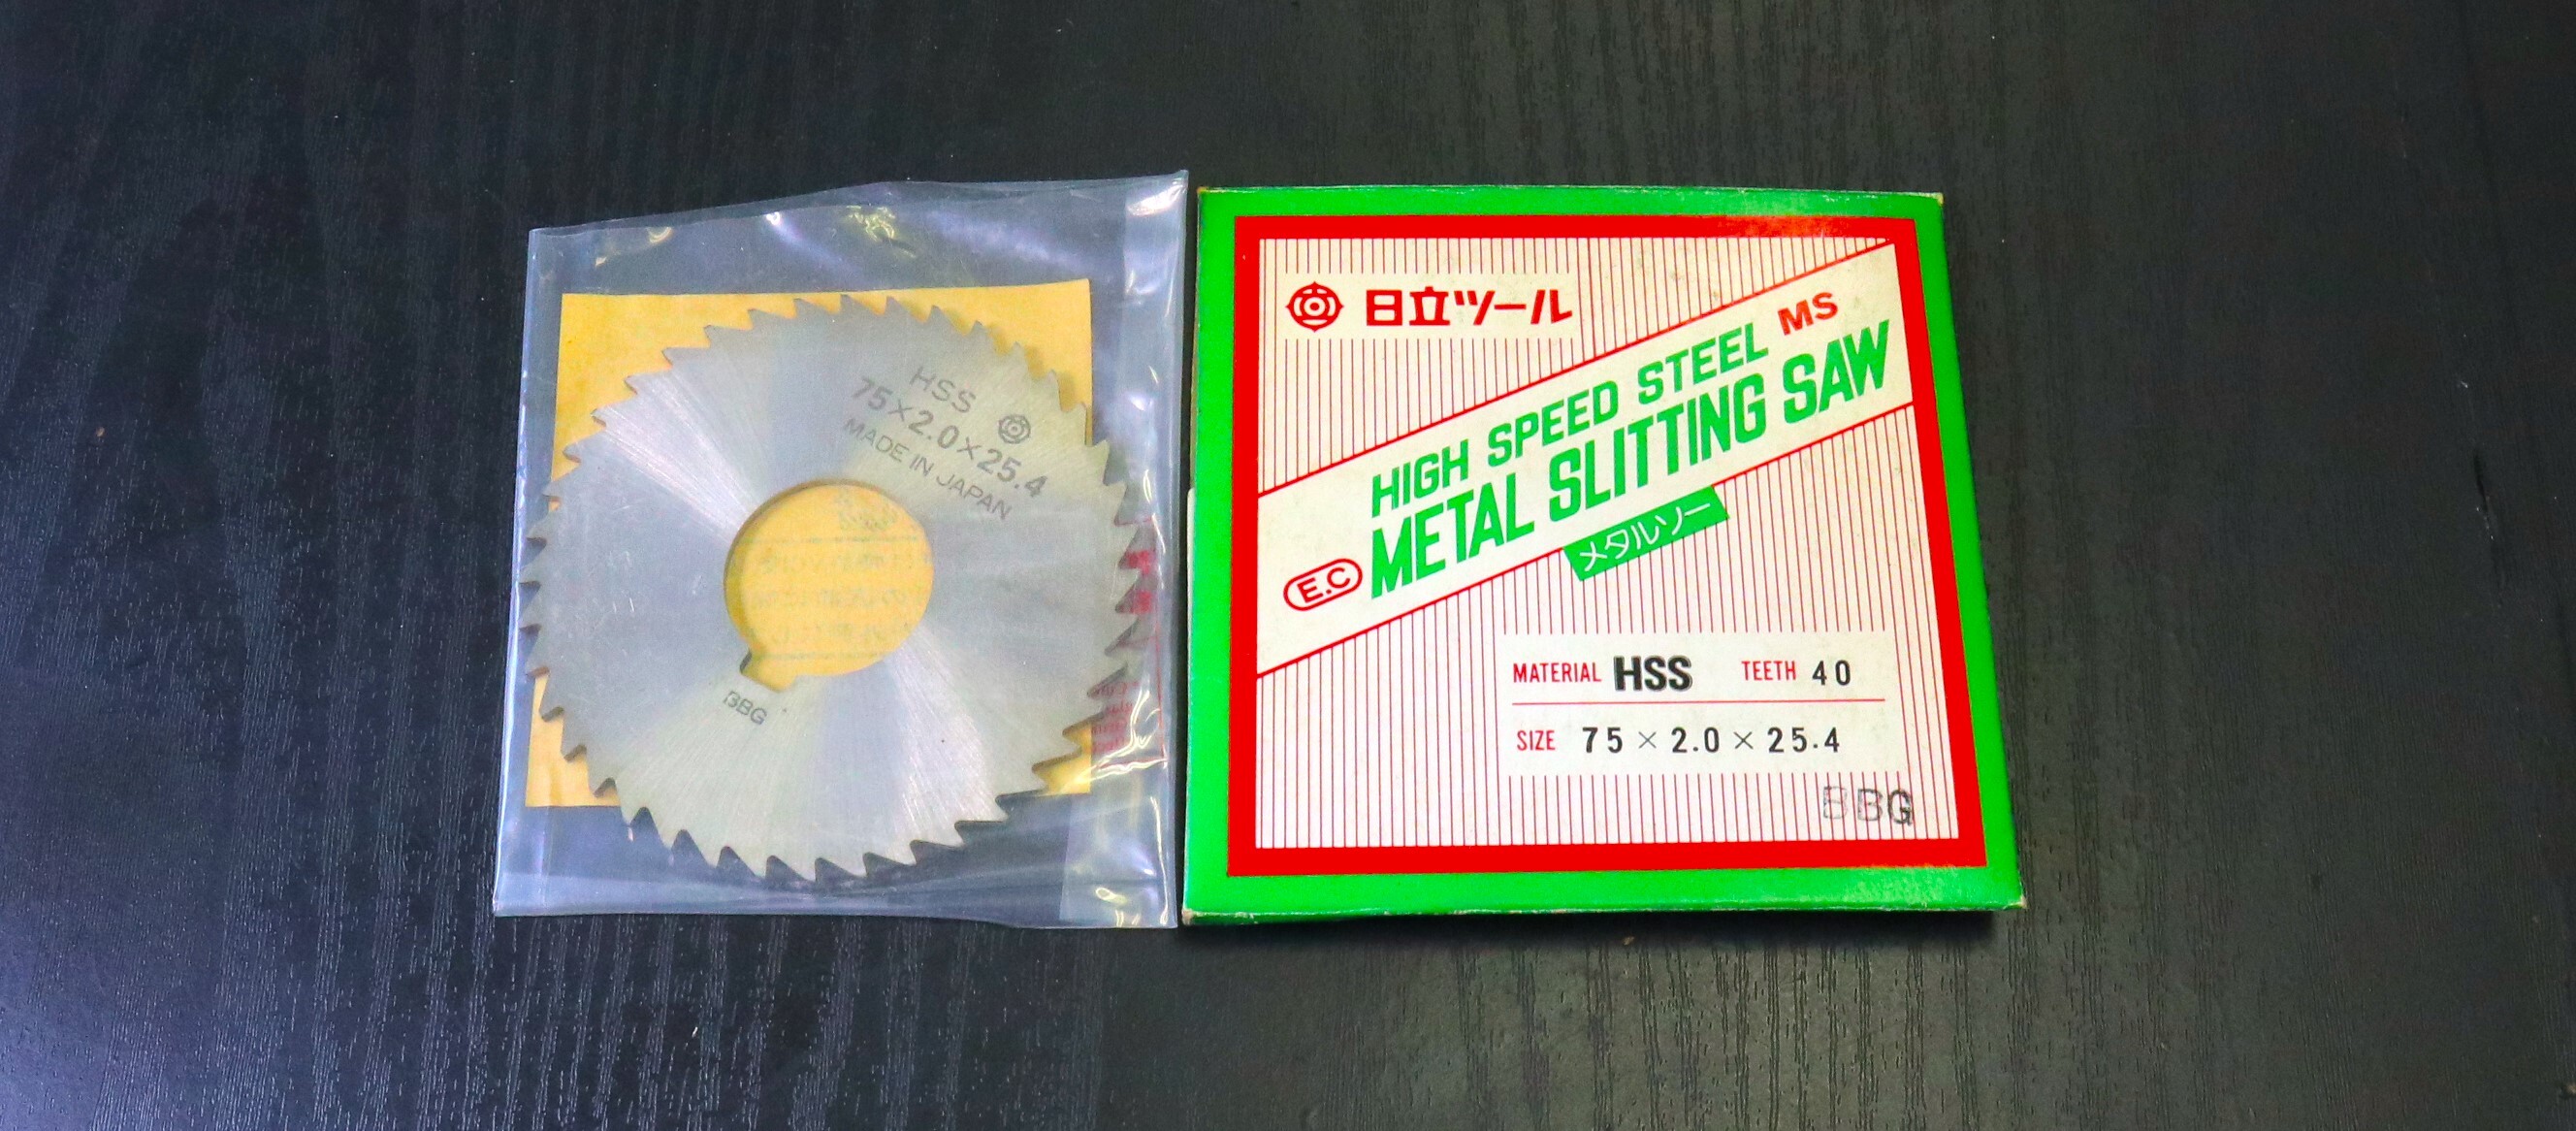 HSS
75×2.0×25.4
MADE IN JAPAN
BBG
日立ツール
HIGH SPEED STEEL MS
E.C METAL SLITTING SAW
メタルソー
MATERIAL HSS TEETH 40
SIZE 75 × 2.0 × 25.4
BBG